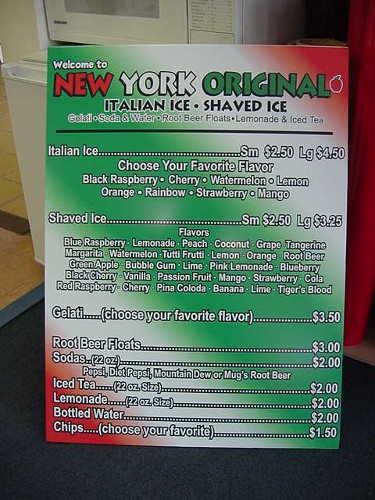 Welcome to
NEW YORK ORIGINAL
ITALIAN ICE • SHAVED ICE
Gelati • Soda & Water • Root Beer Floats • Lemonade & Iced Tea
Italian Ice....................................Sm $2.50 Lg $4.50
Choose Your Favorite Flavor
Black Raspberry • Cherry • Watermelon • Lemon
Orange • Rainbow • Strawberry • Mango
Shaved Ice....................................Sm $2.50 Lg $3.25
Flavors
Blue Raspberry · Lemonade · Peach · Coconut · Grape · Tangerine
Margarita · Watermelon · Tutti Frutti · Lemon · Orange · Root Beer
Green Apple · Bubble Gum · Lime · Pink Lemonade · Blueberry
Black Cherry · Vanilla · Passion Fruit · Mango · Strawberry · Cola
Red Raspberry · Cherry · Pina Coloda · Banana · Lime · Tiger's Blood
Gelati.....(choose your favorite flavor)..................$3.50
Root Beer Floats..................................................$3.00
Sodas..(22 oz)......................................................$2.00
Pepsi, Diet Pepsi, Mountain Dew or Mug's Root Beer
Iced Tea......(22 oz. Size).......................................$2.00
Lemonade......(22 oz. Size)...................................$2.00
Bottled Water.......................................................$2.00
Chips.....(choose your favorite)...........................$1.50